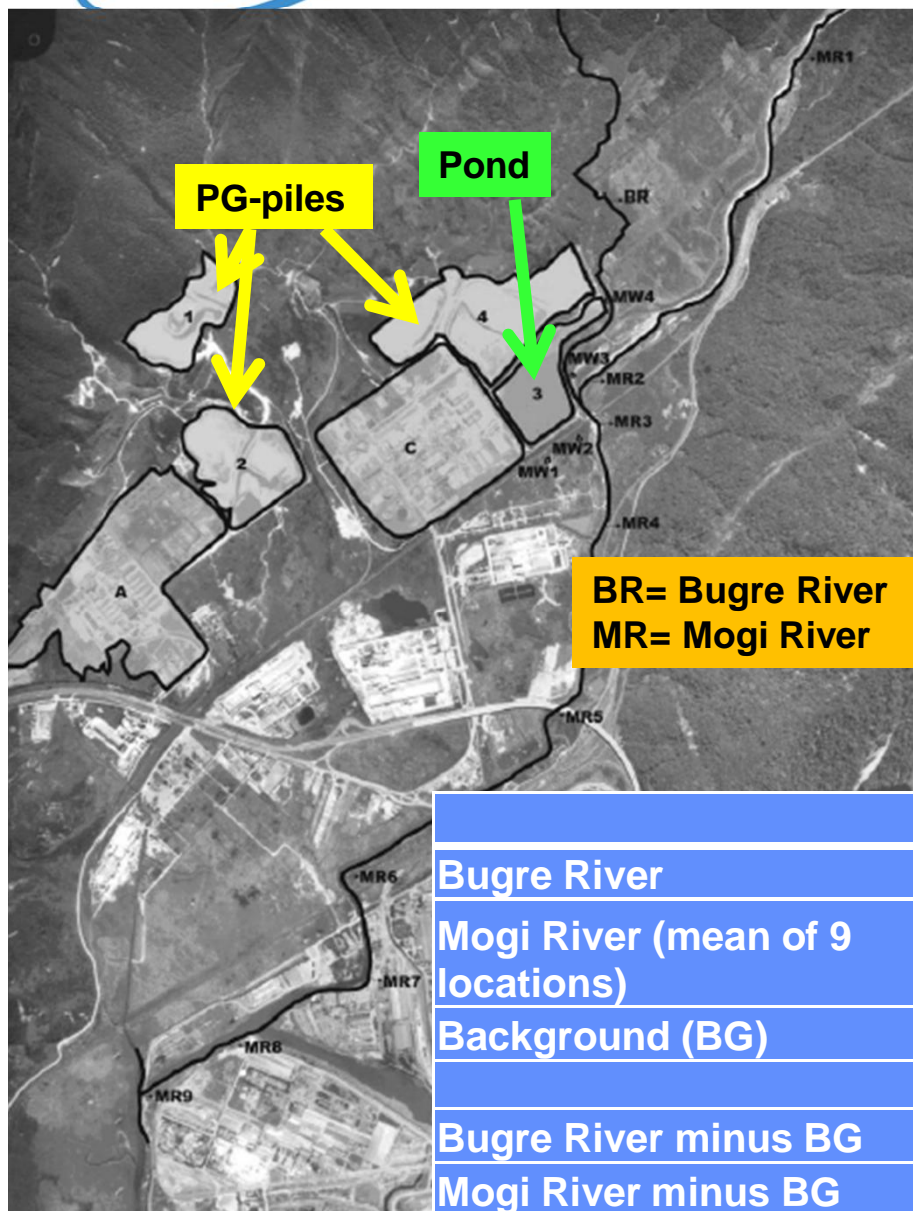 MR1
Pond
PG-piles
BR
1
4
MW4
MW3
MR2
3
MR3
C
MW2
2
MW1
MR4
BR= Bugre River
MR= Mogi River
A
MR5
Bugre River
MR6
Mogi River (mean of 9
locations)
MR7
Background (BG)
MR8
MR9
Bugre River minus BG
Mogi River minus BG